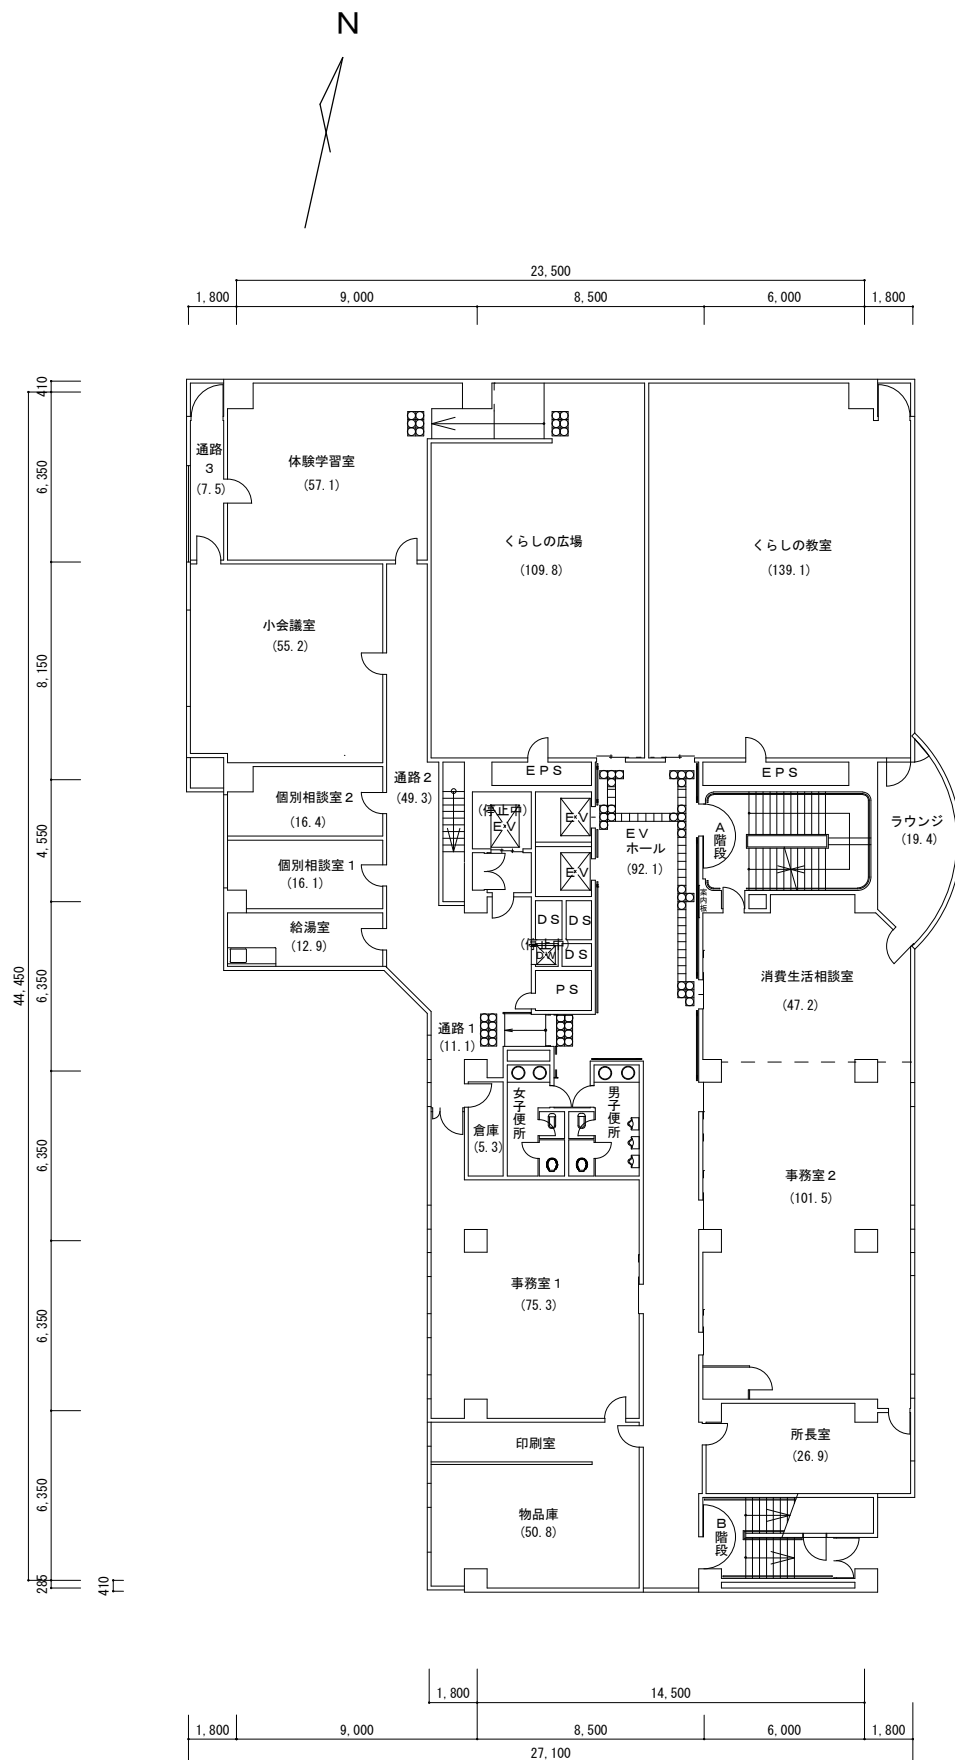 N
23,500
1,800
9,000
8,500
6,000
1,800
410
6,350
8,150
4,550
6,350
6,350
6,350
6,350
285
44,450
410
通路
3
(7.5)
体験学習室
(57.1)
くらしの広場
(109.8)
くらしの教室
(139.1)
小会議室
(55.2)
通路2
(49.3)
個別相談室2
(16.4)
個別相談室1
(16.1)
給湯室
(12.9)
EPS
EPS
(停止中)
EV
EV
EV
EV
ホール
(92.1)
A階段
案内板
ラウンジ
(19.4)
DS
DS
(停止中)
DW
DS
PS
消費生活相談室
(47.2)
通路1
(11.1)
倉庫
(5.3)
女子便所
男子便所
事務室2
(101.5)
事務室1
(75.3)
印刷室
所長室
(26.9)
物品庫
(50.8)
B階段
1,800
14,500
1,800
9,000
8,500
6,000
1,800
27,100